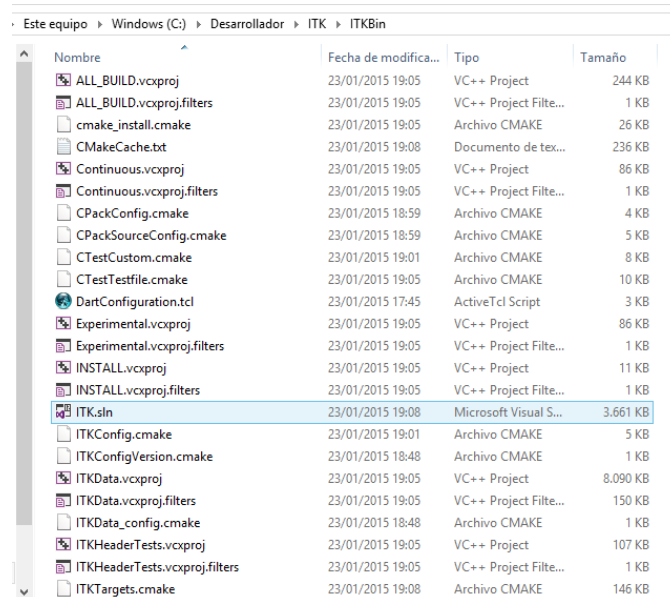 Este equipo ▸ Windows (C:) ▸ Desarrollador ▸ ITK ▸ ITKBin
Nombre Fecha de modifica... Tipo Tamaño
ALL_BUILD.vcxproj 23/01/2015 19:05 VC++ Project 244 KB
ALL_BUILD.vcxproj.filters 23/01/2015 19:05 VC++ Project Filte... 1 KB
cmake_install.cmake 23/01/2015 19:05 Archivo CMAKE 26 KB
CMakeCache.txt 23/01/2015 19:08 Documento de tex... 236 KB
Continuous.vcxproj 23/01/2015 19:05 VC++ Project 86 KB
Continuous.vcxproj.filters 23/01/2015 19:05 VC++ Project Filte... 1 KB
CPackConfig.cmake 23/01/2015 18:59 Archivo CMAKE 4 KB
CPackSourceConfig.cmake 23/01/2015 18:59 Archivo CMAKE 5 KB
CTestCustom.cmake 23/01/2015 19:01 Archivo CMAKE 8 KB
CTestTestfile.cmake 23/01/2015 19:05 Archivo CMAKE 10 KB
DartConfiguration.tcl 23/01/2015 17:45 ActiveTcl Script 3 KB
Experimental.vcxproj 23/01/2015 19:05 VC++ Project 86 KB
Experimental.vcxproj.filters 23/01/2015 19:05 VC++ Project Filte... 1 KB
INSTALL.vcxproj 23/01/2015 19:05 VC++ Project 11 KB
INSTALL.vcxproj.filters 23/01/2015 19:05 VC++ Project Filte... 1 KB
ITK.sln 23/01/2015 19:08 Microsoft Visual S... 3.661 KB
ITKConfig.cmake 23/01/2015 19:01 Archivo CMAKE 5 KB
ITKConfigVersion.cmake 23/01/2015 18:48 Archivo CMAKE 1 KB
ITKData.vcxproj 23/01/2015 19:05 VC++ Project 8.090 KB
ITKData.vcxproj.filters 23/01/2015 19:05 VC++ Project Filte... 150 KB
ITKData_config.cmake 23/01/2015 18:48 Archivo CMAKE 1 KB
ITKHeaderTests.vcxproj 23/01/2015 19:05 VC++ Project 107 KB
ITKHeaderTests.vcxproj.filters 23/01/2015 19:05 VC++ Project Filte... 1 KB
ITKTargets.cmake 23/01/2015 19:08 Archivo CMAKE 146 KB